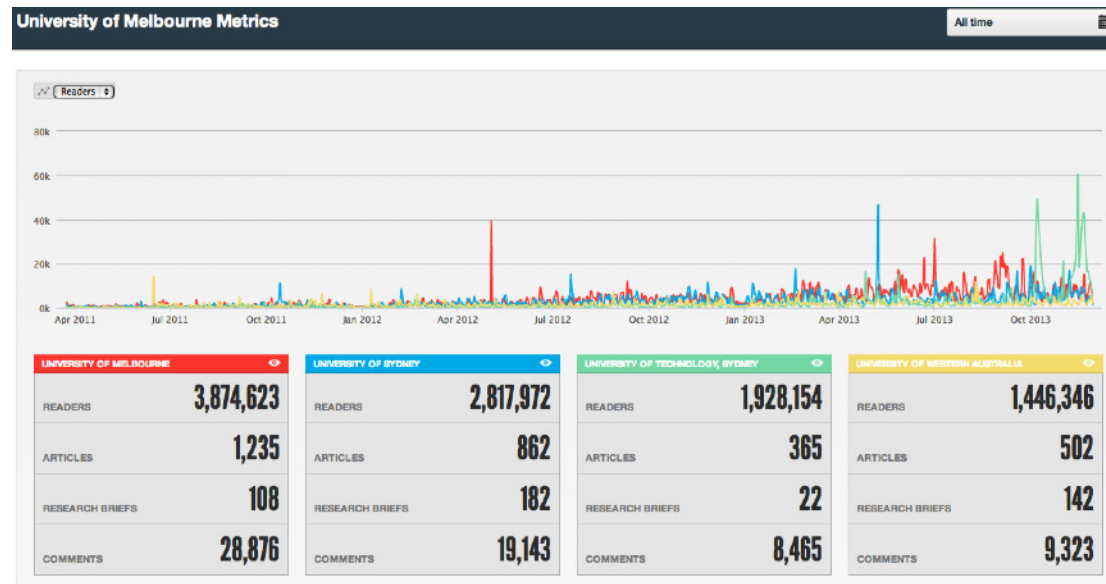 University of Melbourne Metrics
All time
Readers
80k
60k
40k
20k
0k
Apr 2011 Jul 2011 Oct 2011 Jan 2012 Apr 2012 Jul 2012 Oct 2012 Jan 2013 Apr 2013 Jul 2013 Oct 2013
UNIVERSITY OF MELBOURNE UNIVERSITY OF SYDNEY UNIVERSITY OF TECHNOLOGY, SYDNEY UNIVERSITY OF WESTERN AUSTRALIA
READERS 3,874,623 READERS 2,817,972 READERS 1,928,154 READERS 1,446,346
ARTICLES 1,235 ARTICLES 862 ARTICLES 365 ARTICLES 502
RESEARCH BRIEFS 108 RESEARCH BRIEFS 182 RESEARCH BRIEFS 22 RESEARCH BRIEFS 142
COMMENTS 28,876 COMMENTS 19,143 COMMENTS 8,465 COMMENTS 9,323